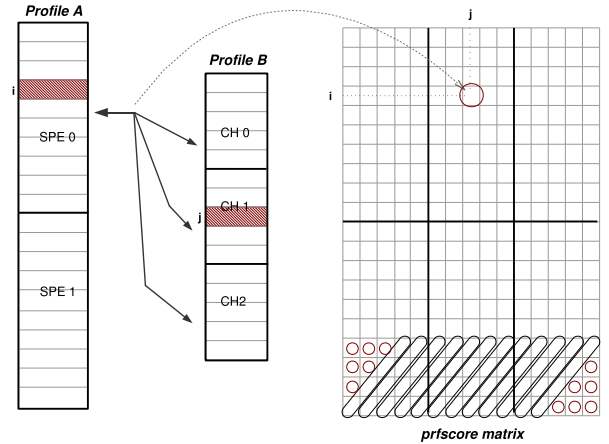 Profile A
j
Profile B
i
i
CH 0
SPE 0
CH 1
j
SPE 1
CH2
prfscore matrix